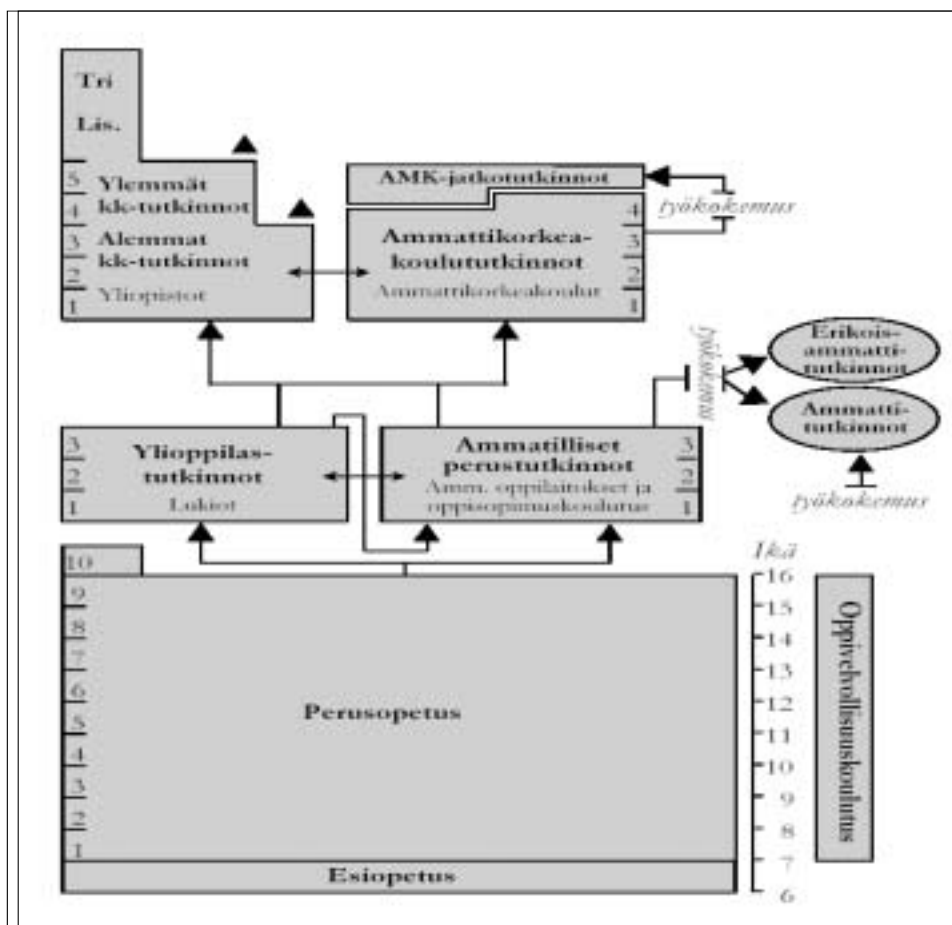 Tri
Lis.
5
4
3
2
1
Ylemmät
kk-tutkinnot
Alemmat
kk-tutkinnot
Yliopistot
AMK-jatkotutkinnot
Ammattikorkea-
koulututkinnot
Ammattikorkeakoulut
4
3
2
1
työkokemus
työkokemus
Erikois-
ammatti-
tutkinnot
Ammatti-
tutkinnot
työkokemus
3
2
1
Ylioppilas-
tutkinnot
Lukiot
Ammatilliset
perustutkinnot
Amm. oppilaitokset ja
oppisopimuskoulutus
3
2
1
10
9
8
7
6
5
4
3
2
1
Perusopetus
Esiopetus
Ikä
16
15
14
13
12
11
10
9
8
7
6
Oppivelvollisuuskoulutus